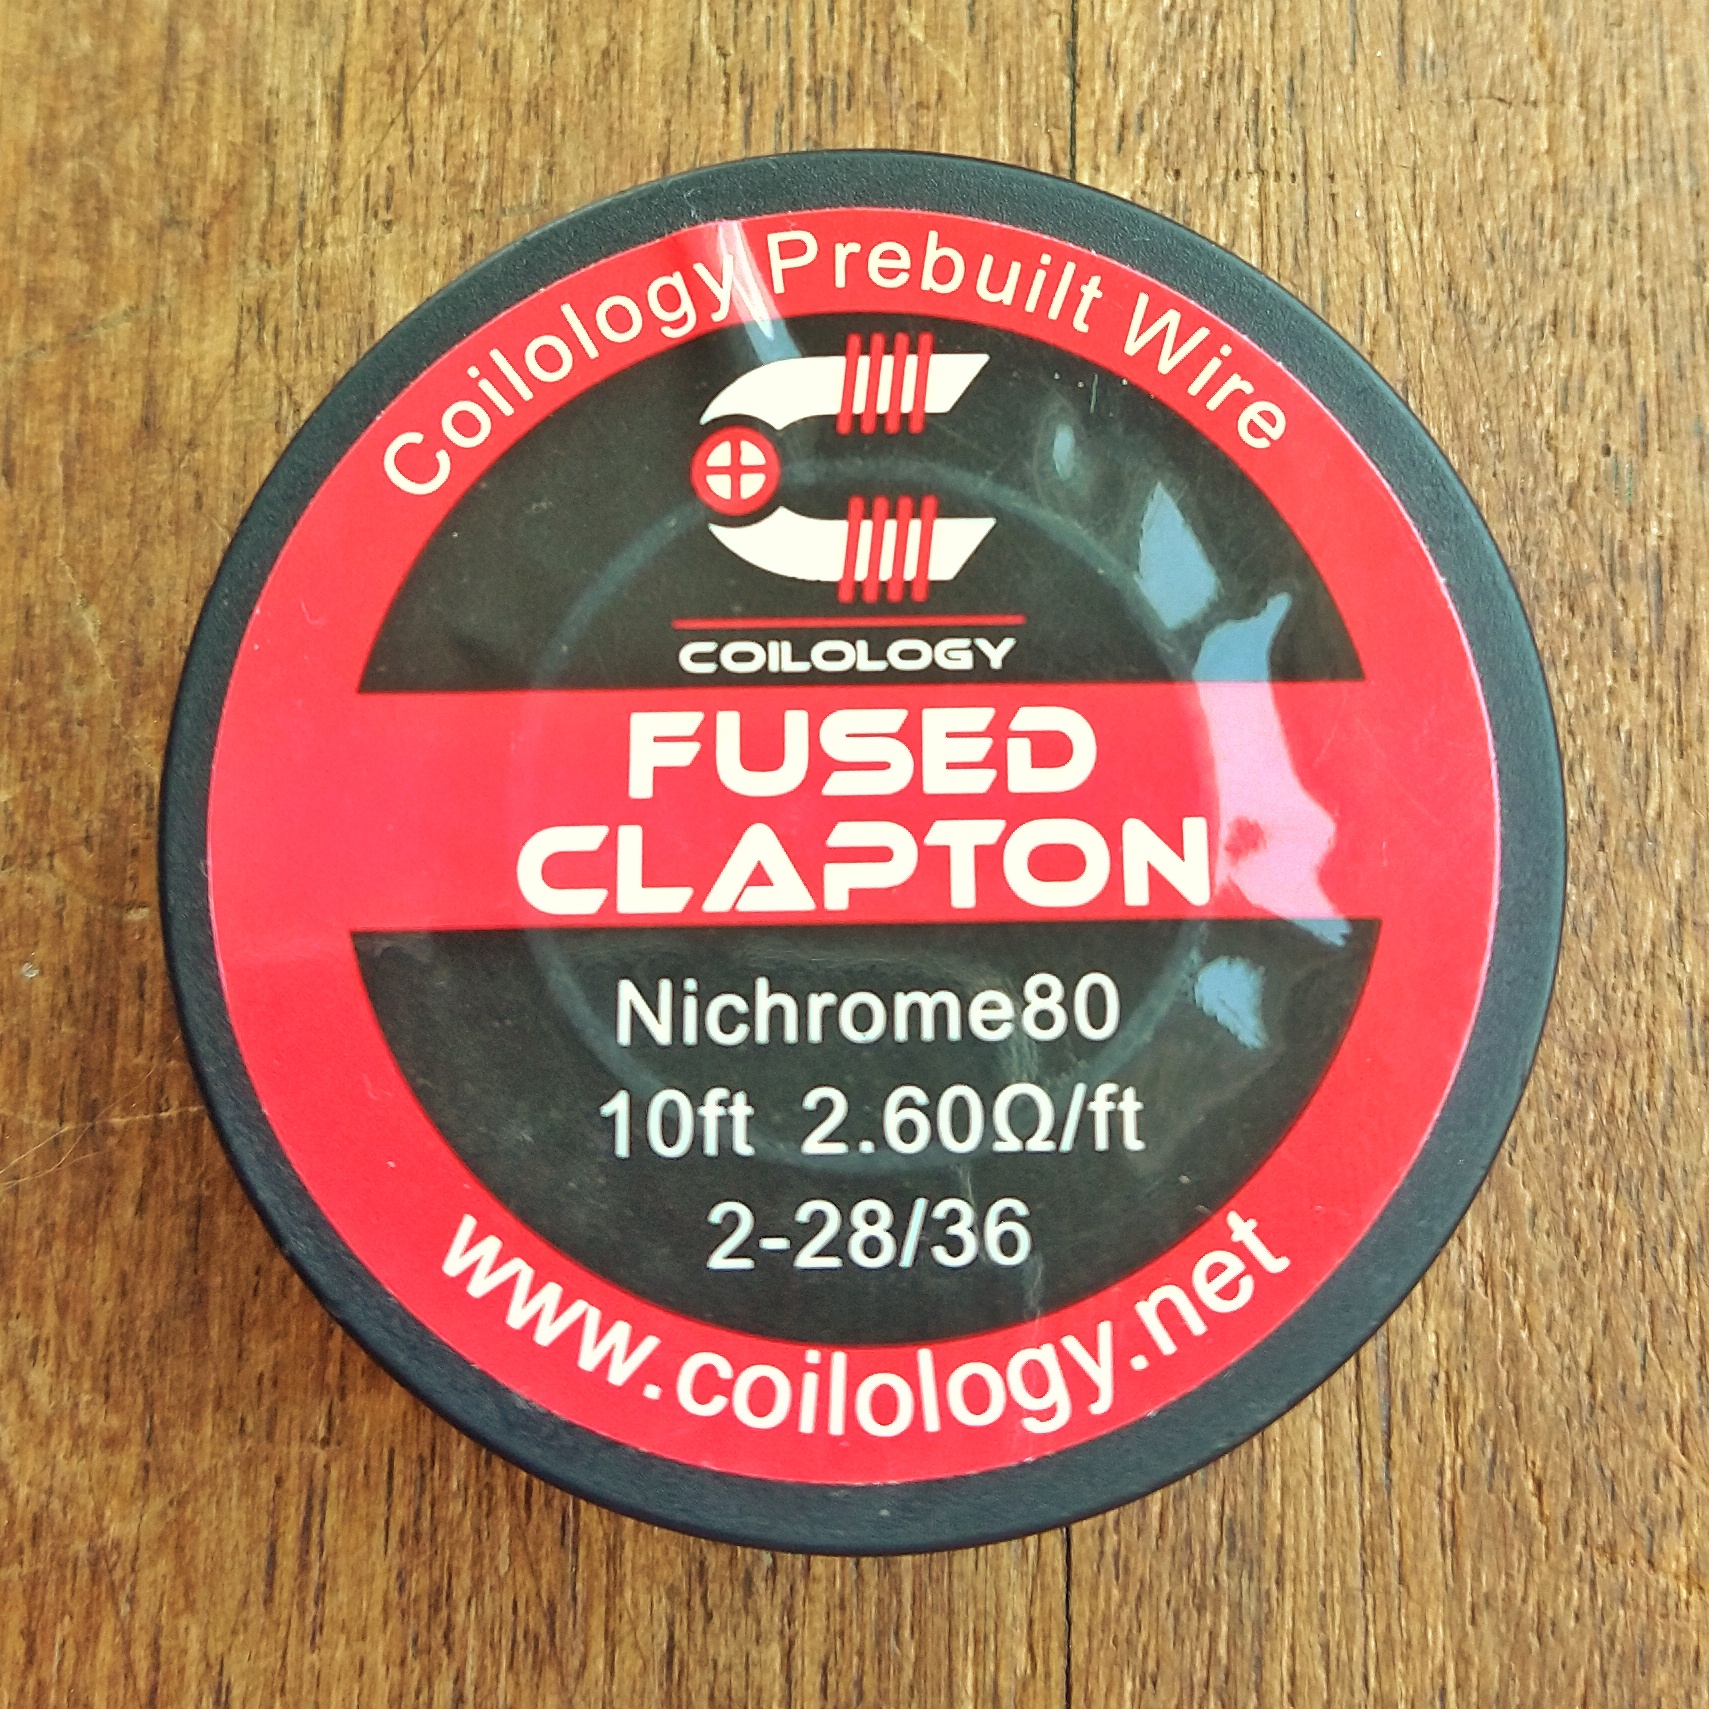 Coilology Prebuilt Wire
COILOLOGY
FUSED
CLAPTON
Nichrome80
10ft 2.60Ω/ft
2-28/36
www.coilology.net